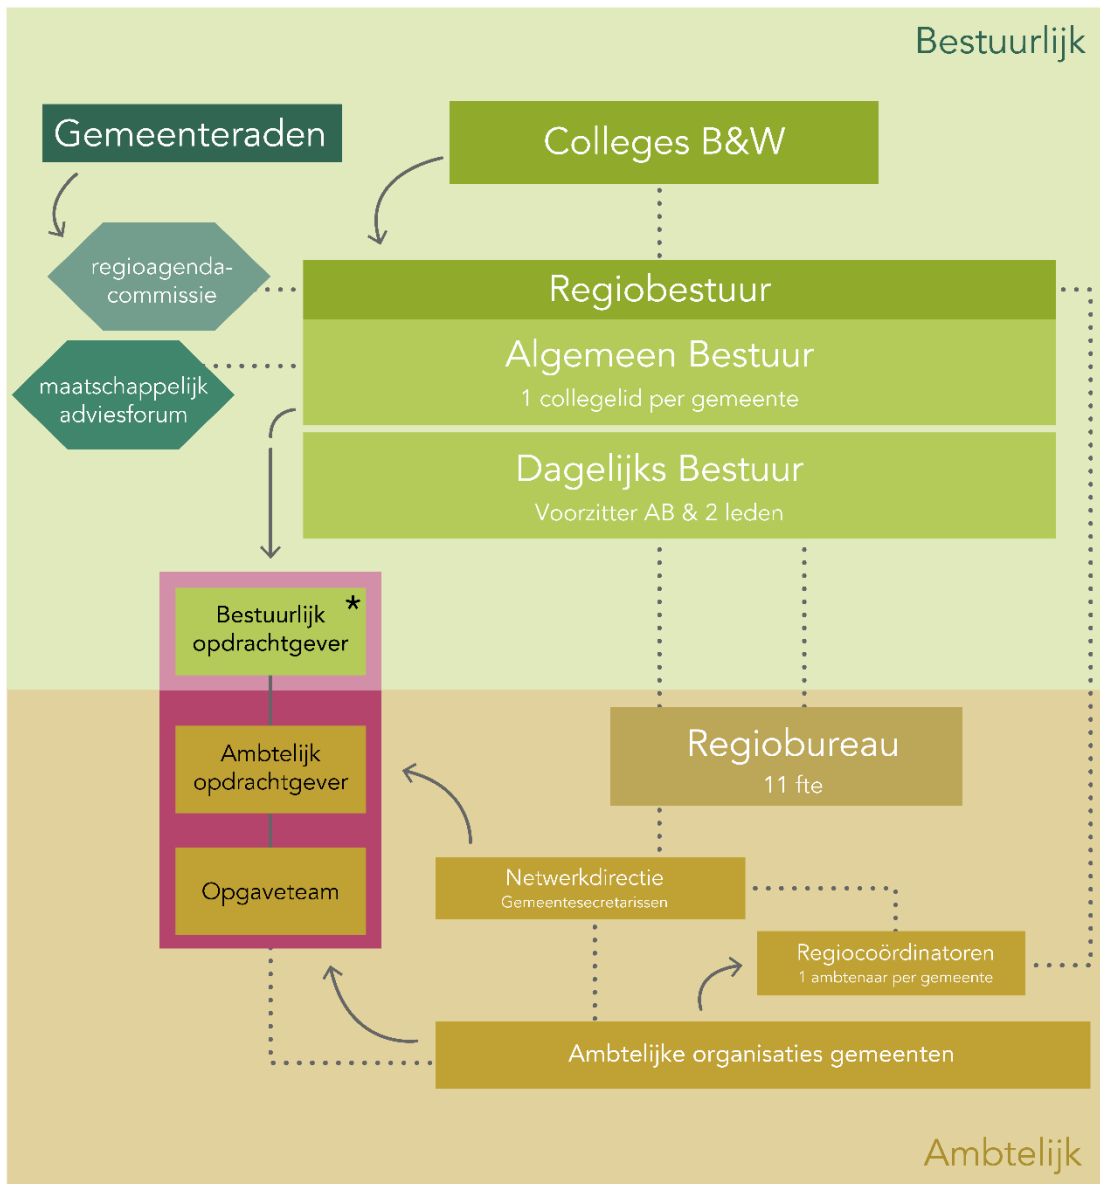 Bestuurlijk
Gemeenteraden
Colleges B&W
regioagenda-
commissie
Regiobestuur
Algemeen Bestuur
1 collegelid per gemeente
maatschappelijk
adviesforum
Dagelijks Bestuur
Voorzitter AB & 2 leden
Bestuurlijk *
opdrachtgever
Ambtelijk
opdrachtgever
Opgaveteam
Regiobureau
11 fte
Netwerkdirectie
Gemeentesecretarissen
Regiocoördinatoren
1 ambtenaar per gemeente
Ambtelijke organisaties gemeenten
Ambtelijk